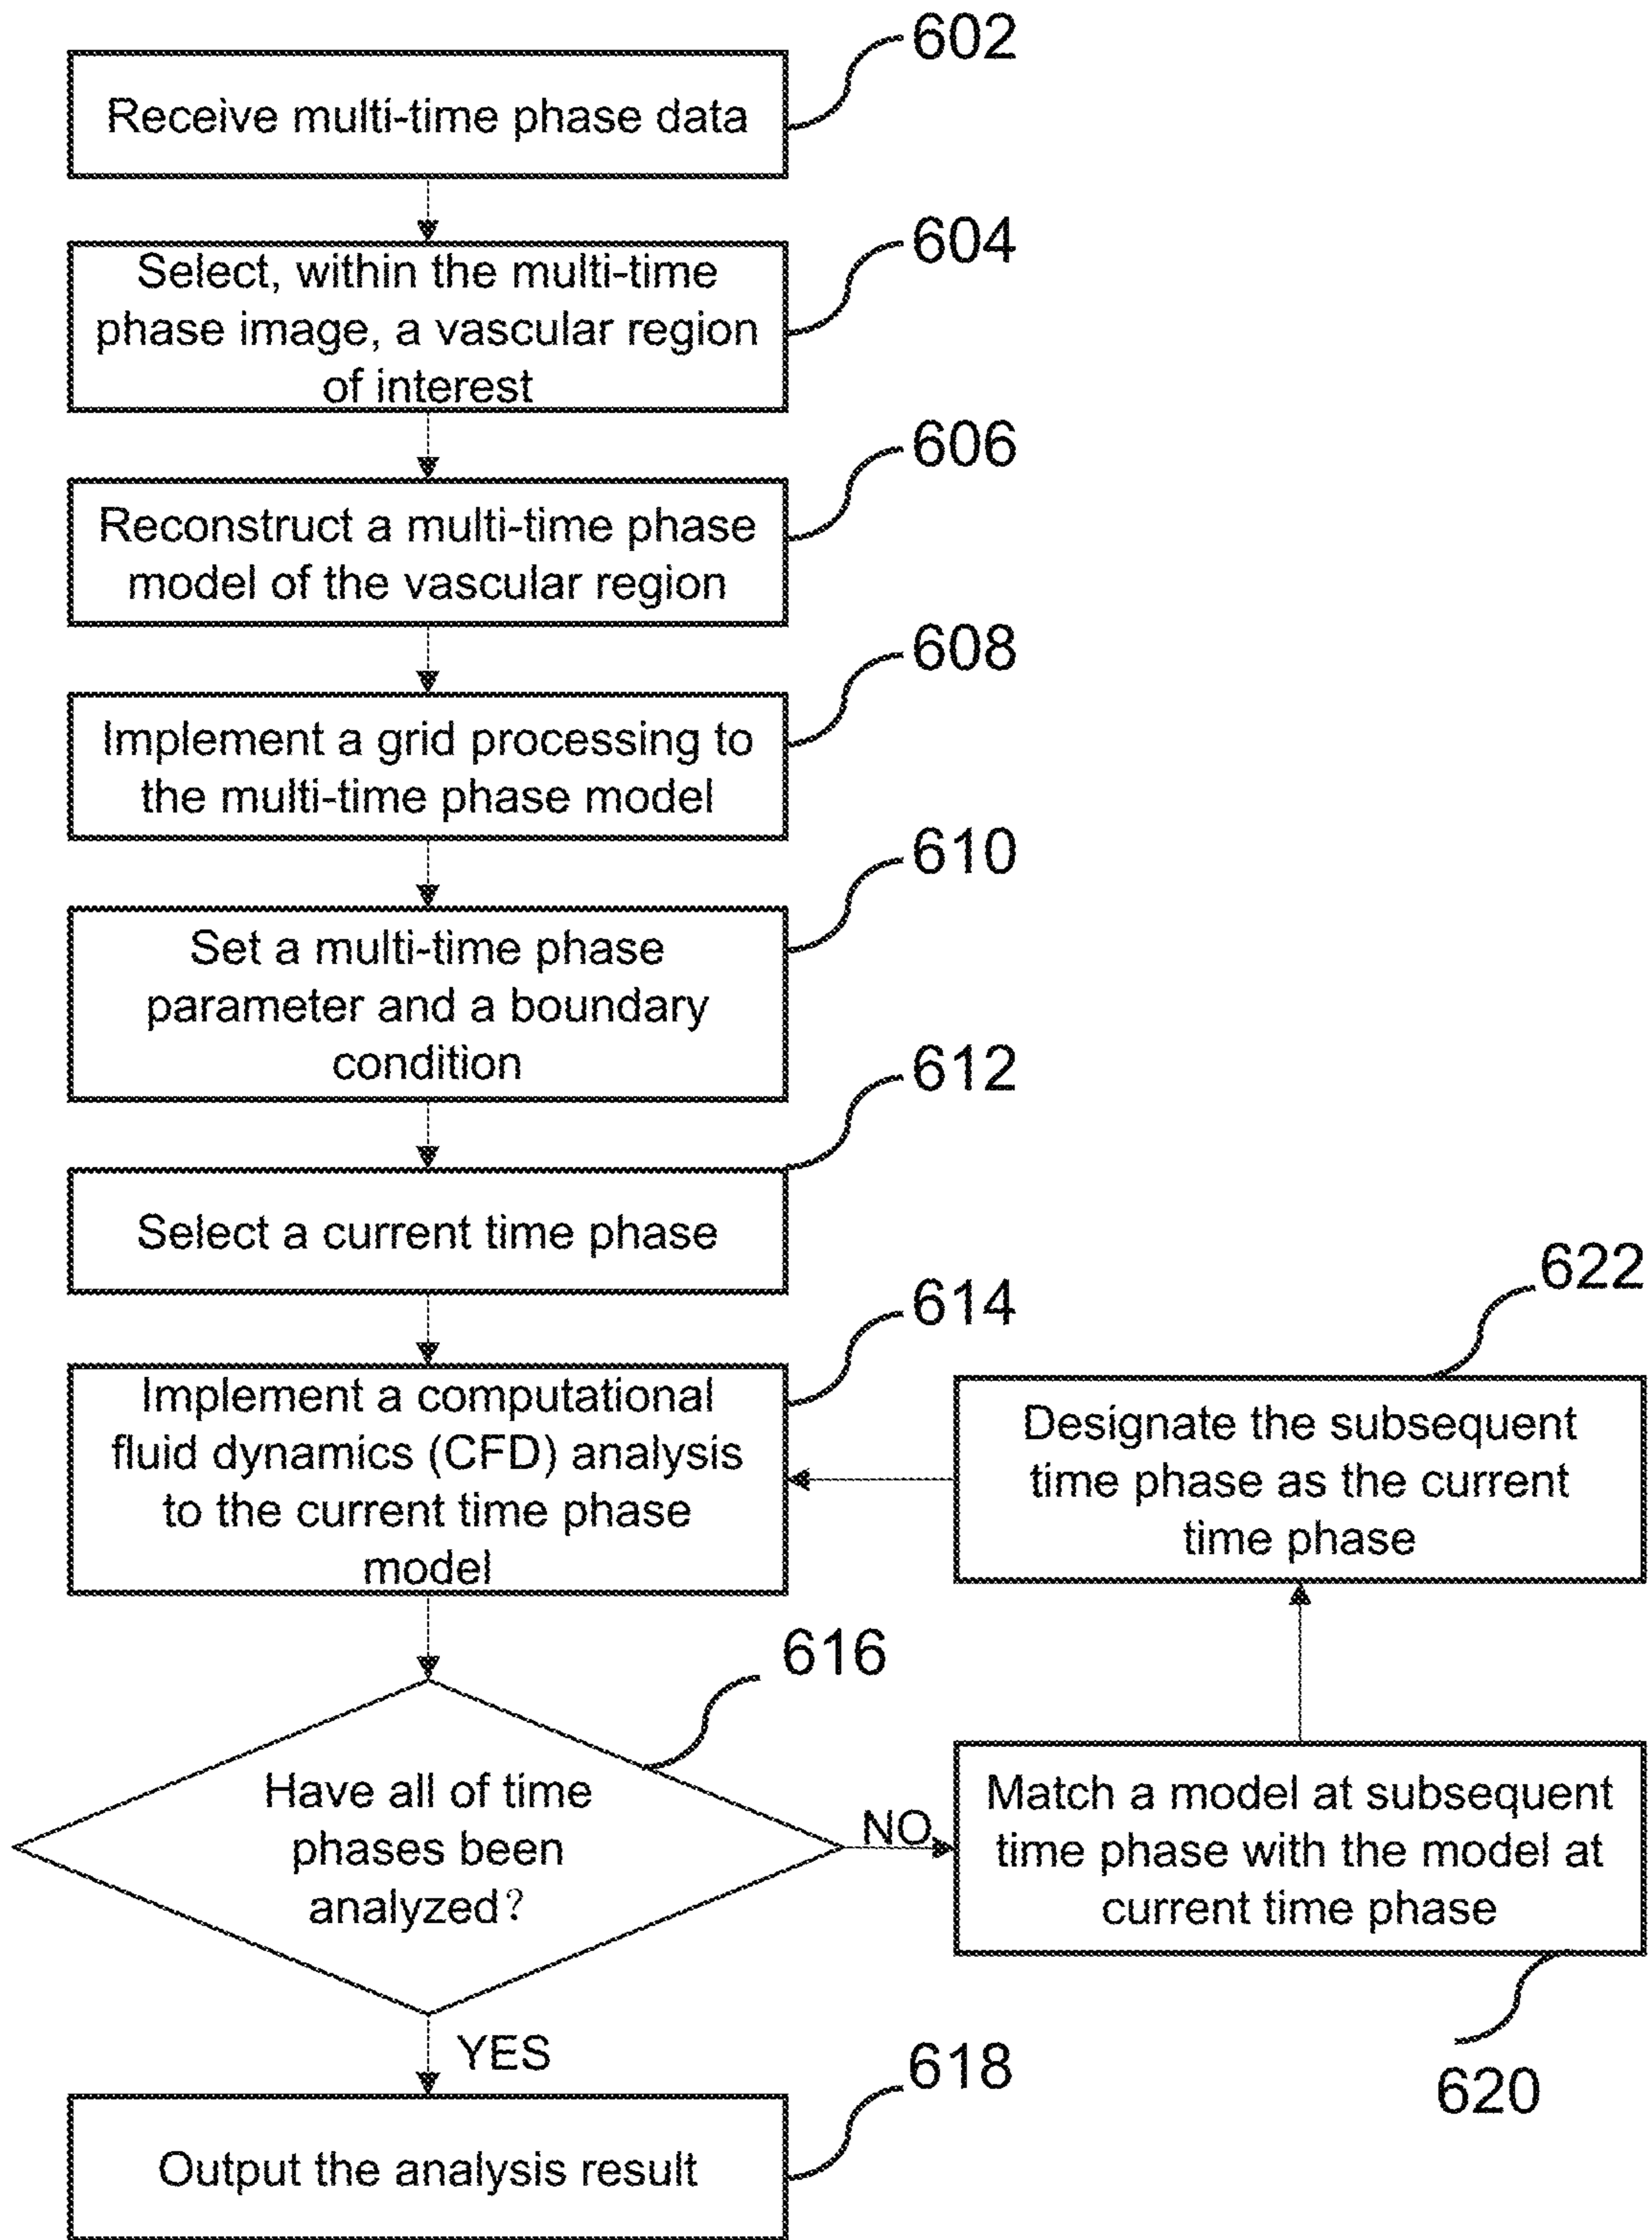 602
Receive multi-time phase data
604
Select, within the multi-time
phase image, a vascular region
of interest
606
Reconstruct a multi-time phase
model of the vascular region
608
Implement a grid processing to
the multi-time phase model
610
Set a multi-time phase
parameter and a boundary
condition
612
Select a current time phase
614
Implement a computational
fluid dynamics (CFD) analysis
to the current time phase
model
622
Designate the subsequent
time phase as the current
time phase
616
Have all of time
phases been
analyzed?
NO
Match a model at subsequent
time phase with the model at
current time phase
620
YES
618
Output the analysis result